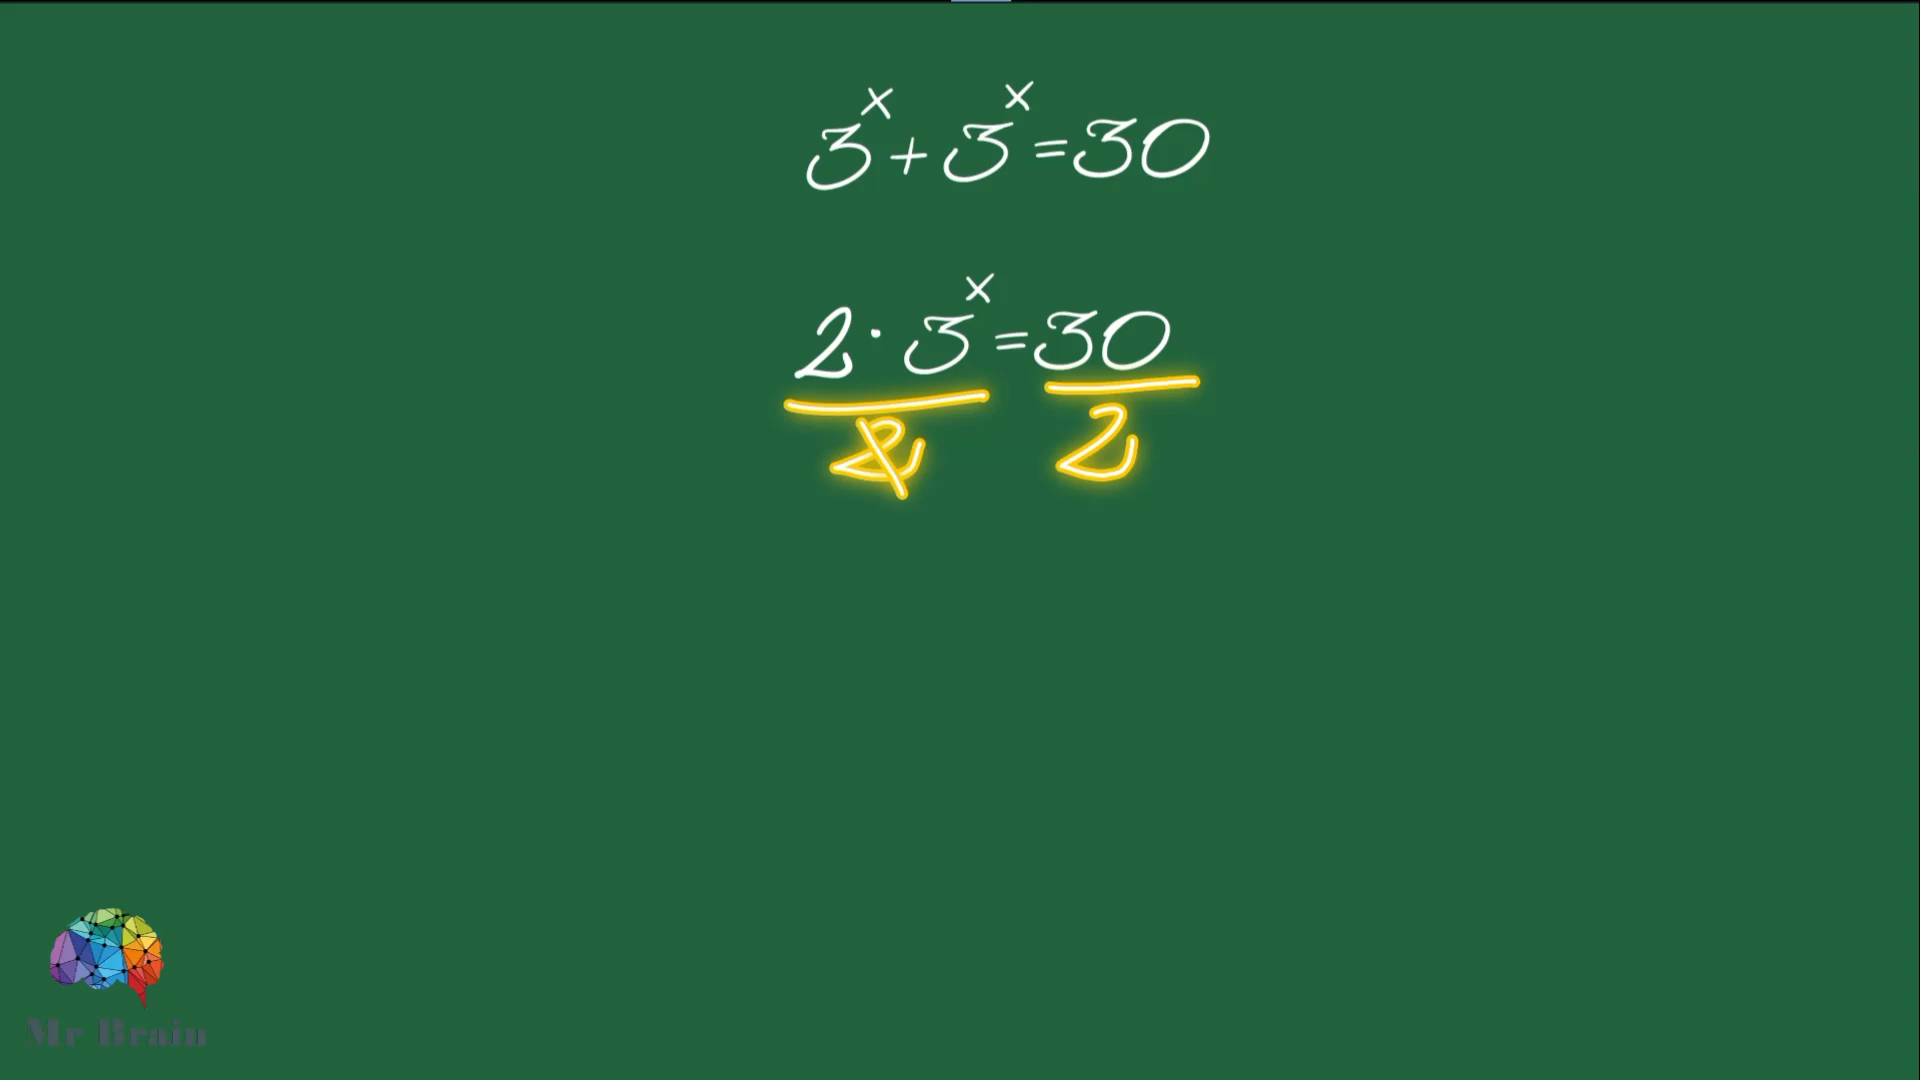 3^x + 3^x = 30
2 · 3^x = 30
2 2
Mr Brain